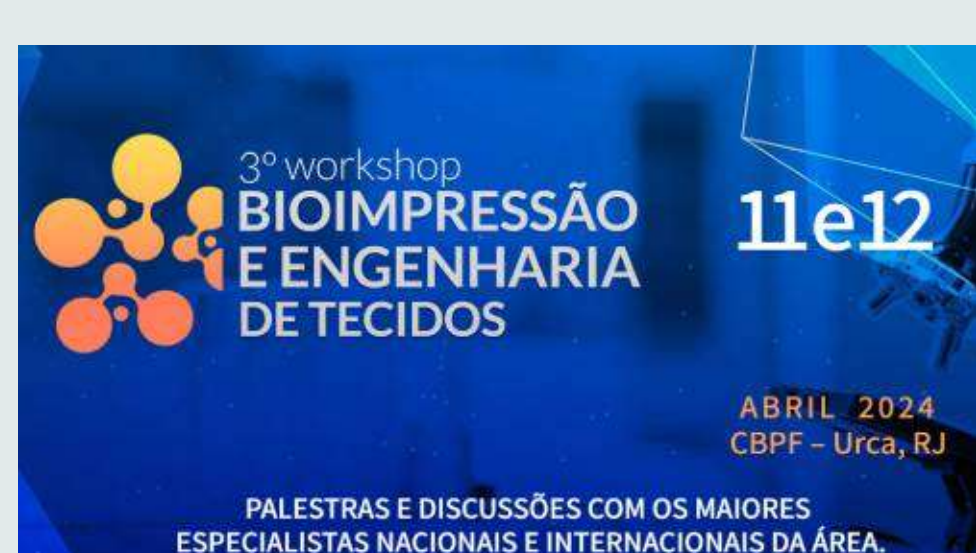 3º workshop
BIOIMPRESSÃO
E ENGENHARIA
DE TECIDOS
11e12
ABRIL 2024
CBPF – Urca, RJ
PALESTRAS E DISCUSSÕES COM OS MAIORES
ESPECIALISTAS NACIONAIS E INTERNACIONAIS DA ÁREA